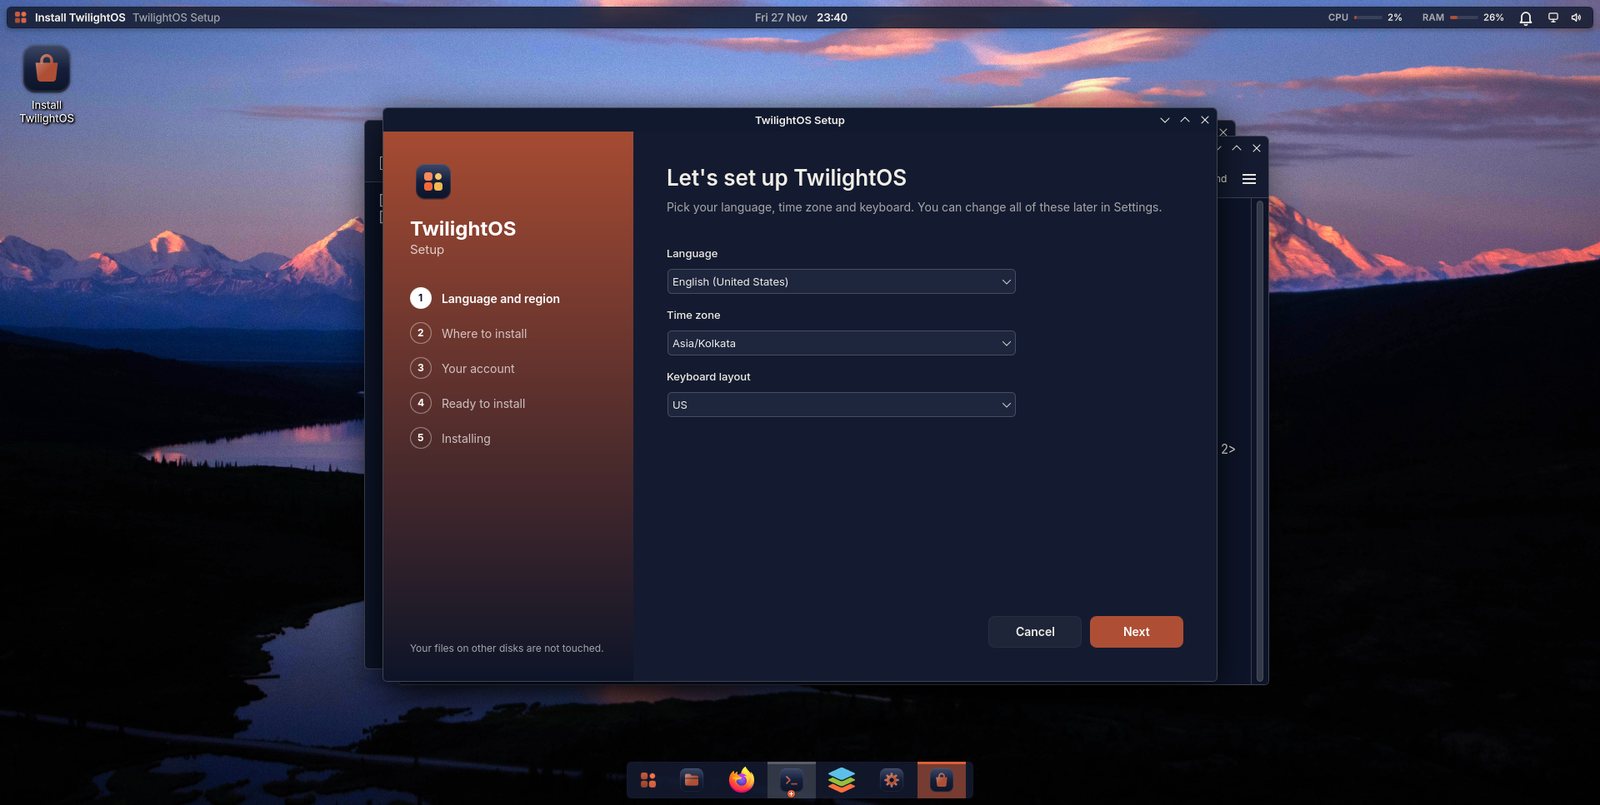 Install TwilightOS TwilightOS Setup
Fri 27 Nov 23:40
CPU 2% RAM 26%
Install
TwilightOS
TwilightOS Setup
TwilightOS
Setup
1 Language and region
2 Where to install
3 Your account
4 Ready to install
5 Installing
Your files on other disks are not touched.
Let's set up TwilightOS
Pick your language, time zone and keyboard. You can change all of these later in Settings.
Language
English (United States)
Time zone
Asia/Kolkata
Keyboard layout
US
Cancel
Next
nd
2>